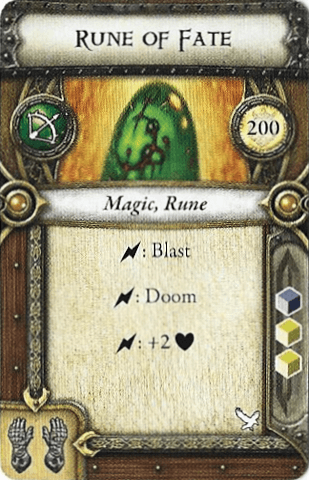 RUNE OF FATE
200
Magic, Rune
: Blast
: Doom
: +2